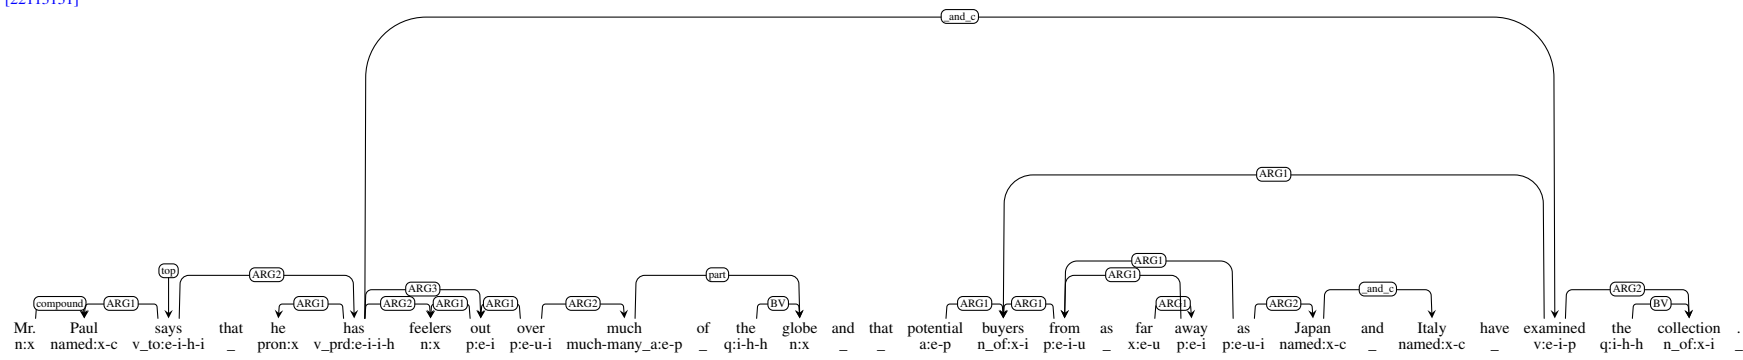 [22113151]
_and_c
ARG1
top
ARG1
ARG2 part ARG1
ARG3
compound ARG1 ARG1 ARG2 ARG1 ARG1 ARG2 BV ARG1 ARG1 ARG1 ARG2 _and_c ARG2 BV
Mr. Paul says that he has feelers out over much of the globe and that potential buyers from as far away as Japan and Italy have examined the collection .
n:x named:x-c v_to:e-i-h-i _ pron:x v_prd:e-i-i-h n:x p:e-i p:e-u-i much-many_a:e-p _ q:i-h-h n:x _ _ a:e-p n_of:x-i p:e-i-u _ x:e-u p:e-i p:e-u-i named:x-c _ named:x-c _ v:e-i-p q:i-h-h n_of:x-i _